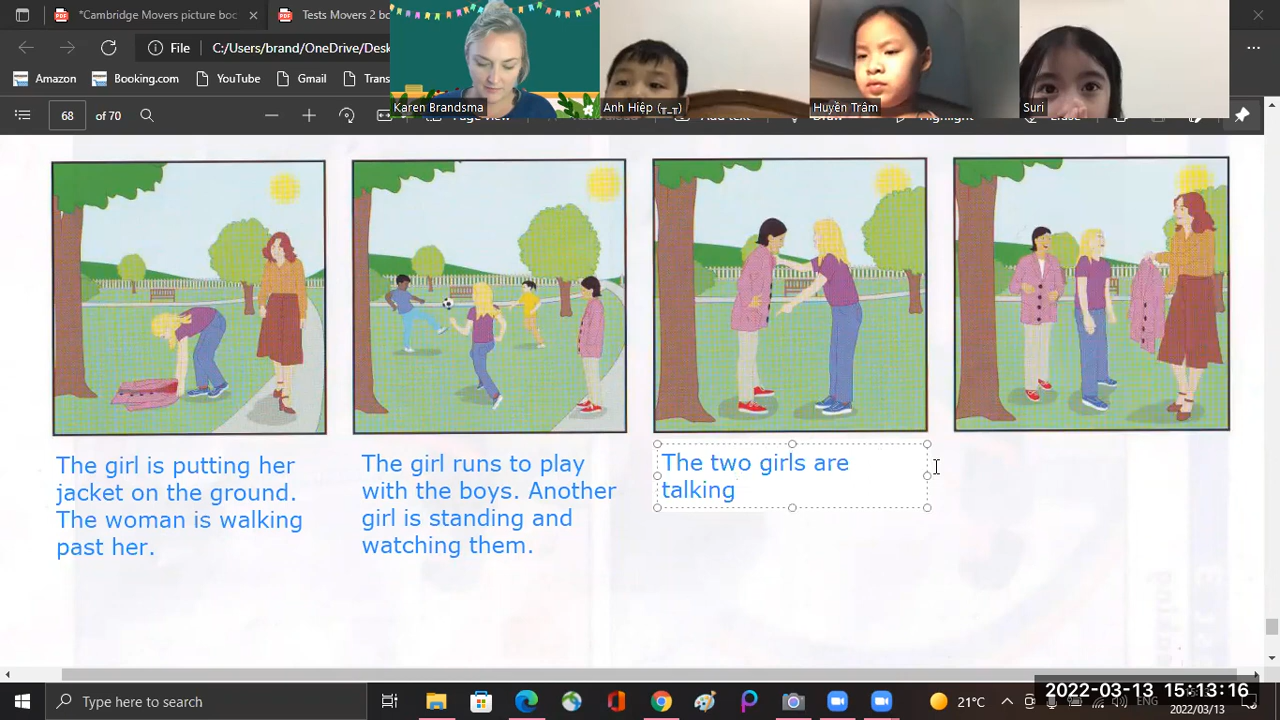 *Cambridge Movers picture boo
Tests Movers 2 bo
File
C:/Users/brand/OneDrive/Desk
Amazon
Booking.com
YouTube
Gmail
Karen Brandsma
Anh Hiệp (╥_╥)
Huyền Trâm
Suri
68
of 70
The girl is putting her
jacket on the ground.
The woman is walking
past her.
The girl runs to play
with the boys. Another
girl is standing and
watching them.
The two girls are
talking
Type here to search
21°C
ENG
2022-03-13 15:13:16
2022/03/13